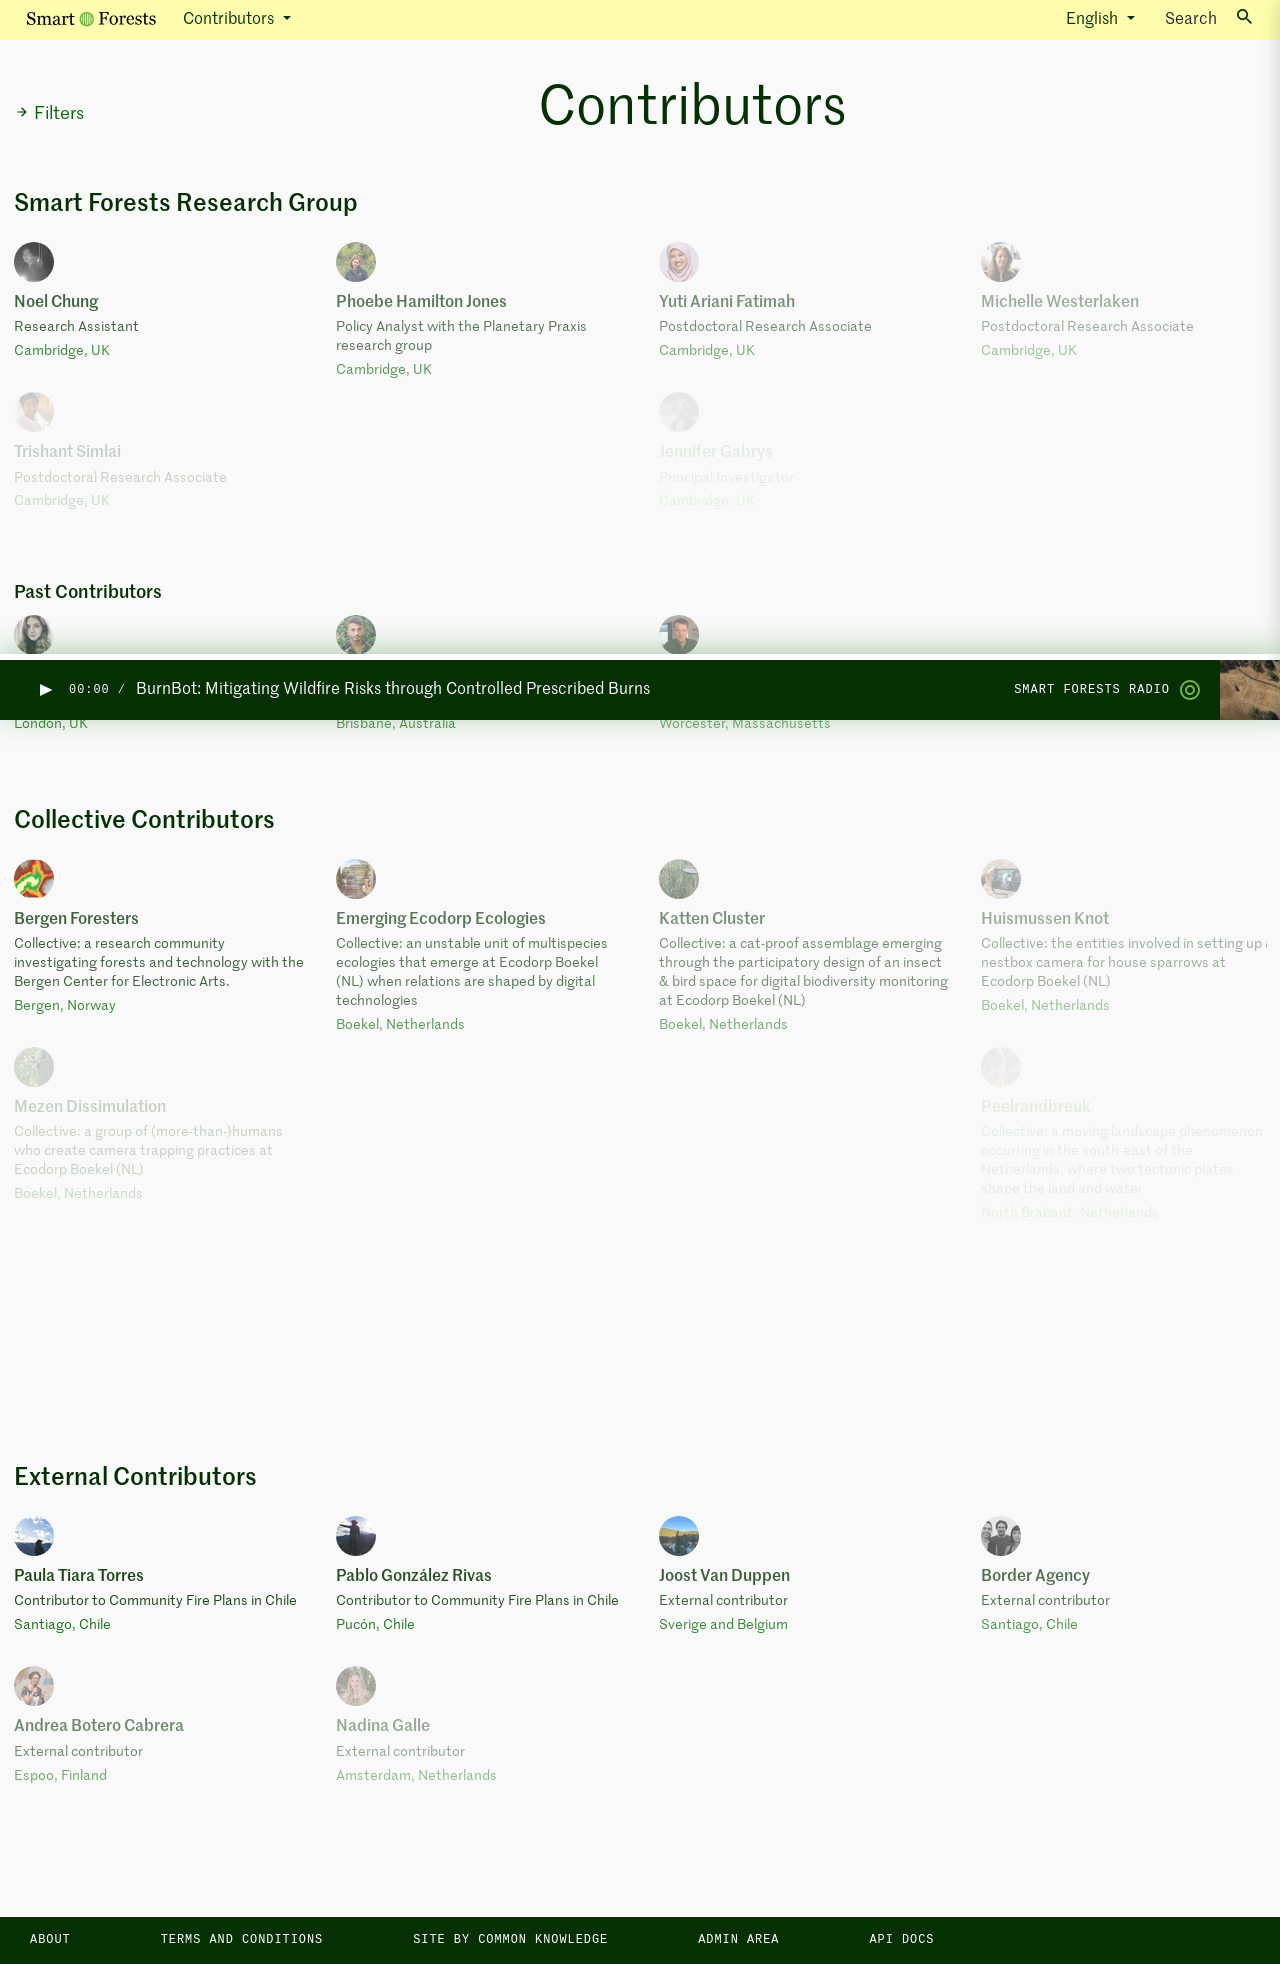 Smart Forests
Contributors
English
Search
Filters
Contributors
Smart Forests Research Group
Noel Chung
Research Assistant
Cambridge, UK
Phoebe Hamilton Jones
Policy Analyst with the Planetary Praxis
research group
Cambridge, UK
Yuti Ariani Fatimah
Postdoctoral Research Associate
Cambridge, UK
Michelle Westerlaken
Postdoctoral Research Associate
Cambridge, UK
Trishant Simlai
Postdoctoral Research Associate
Cambridge, UK
Jennifer Gabrys
Principal Investigator
Cambridge, UK
Past Contributors
00:00 /
BurnBot: Mitigating Wildfire Risks through Controlled Prescribed Burns
SMART FORESTS RADIO
London, UK
Brisbane, Australia
Worcester, Massachusetts
Collective Contributors
Bergen Foresters
Collective: a research community
investigating forests and technology with the
Bergen Center for Electronic Arts.
Bergen, Norway
Emerging Ecodorp Ecologies
Collective: an unstable unit of multispecies
ecologies that emerge at Ecodorp Boekel
(NL) when relations are shaped by digital
technologies
Boekel, Netherlands
Katten Cluster
Collective: a cat-proof assemblage emerging
through the participatory design of an insect
& bird space for digital biodiversity monitoring
at Ecodorp Boekel (NL)
Boekel, Netherlands
Huismussen Knot
Collective: the entities involved in setting up a
nestbox camera for house sparrows at
Ecodorp Boekel (NL)
Boekel, Netherlands
Mezen Dissimulation
Collective: a group of (more-than-)humans
who create camera trapping practices at
Ecodorp Boekel (NL)
Boekel, Netherlands
Peelrandbreuk
Collective: a moving landscape phenomenon
occurring in the south-east of the
Netherlands, where two tectonic plates
shape the land and water
North Brabant, Netherlands
External Contributors
Paula Tiara Torres
Contributor to Community Fire Plans in Chile
Santiago, Chile
Pablo González Rivas
Contributor to Community Fire Plans in Chile
Pucón, Chile
Joost Van Duppen
External contributor
Sverige and Belgium
Border Agency
External contributor
Santiago, Chile
Andrea Botero Cabrera
External contributor
Espoo, Finland
Nadina Galle
External contributor
Amsterdam, Netherlands
ABOUT
TERMS AND CONDITIONS
SITE BY COMMON KNOWLEDGE
ADMIN AREA
API DOCS